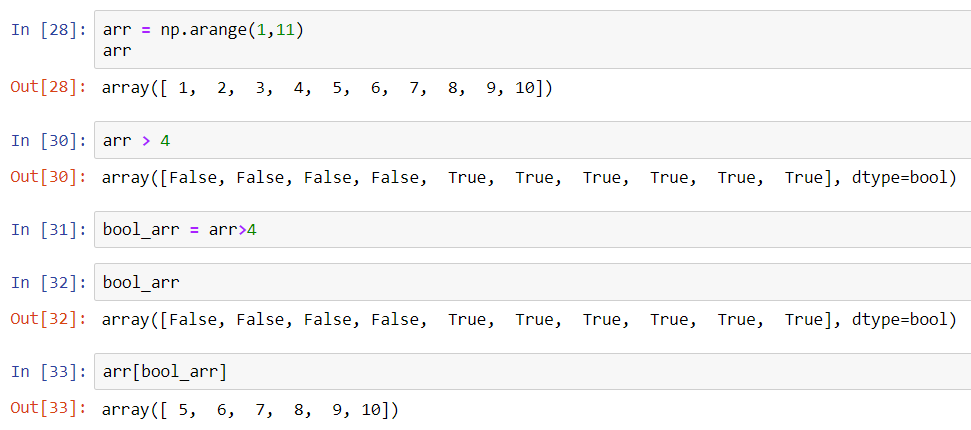 In [28]: arr = np.arange(1,11)
arr
Out[28]: array([ 1,  2,  3,  4,  5,  6,  7,  8,  9, 10])
In [30]: arr > 4
Out[30]: array([False, False, False, False,  True,  True,  True,  True,  True,  True], dtype=bool)
In [31]: bool_arr = arr>4
In [32]: bool_arr
Out[32]: array([False, False, False, False,  True,  True,  True,  True,  True,  True], dtype=bool)
In [33]: arr[bool_arr]
Out[33]: array([ 5,  6,  7,  8,  9, 10])